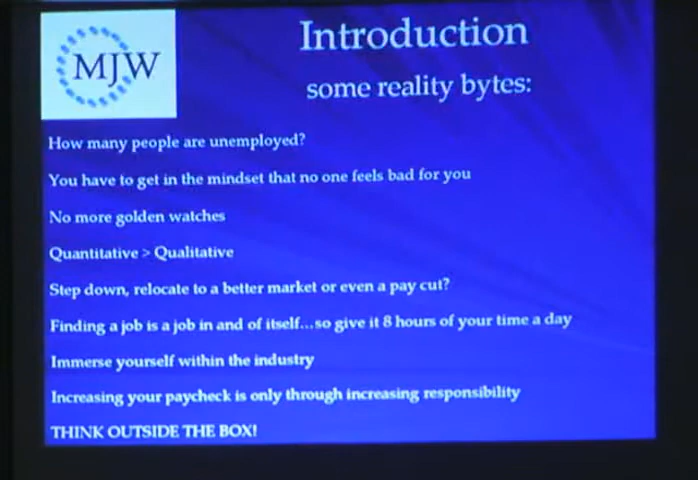 MJW
Introduction
some reality bytes:
How many people are unemployed?
You have to get in the mindset that no one feels bad for you
No more golden watches
Quantitative > Qualitative
Step down, relocate to a better market or even a pay cut?
Finding a job is a job in and of itself...so give it 8 hours of your time a day
Immerse yourself within the industry
Increasing your paycheck is only through increasing responsibility
THINK OUTSIDE THE BOX!